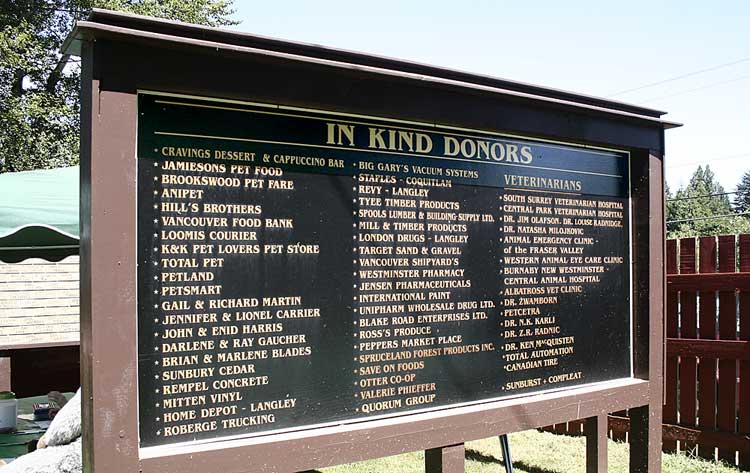 IN KIND DONORS
* CRAVINGS DESSERT & CAPPUCCINO BAR
* JAMIESONS PET FOOD
* BROOKSWOOD PET FARE
* ANIPET
* HILL'S BROTHERS
* VANCOUVER FOOD BANK
* LOOMIS COURIER
* K&K PET LOVERS PET STORE
* TOTAL PET
* PETLAND
* PETSMART
* GAIL & RICHARD MARTIN
* JENNIFER & LIONEL CARRIER
* JOHN & ENID HARRIS
* DARLENE & RAY GAUCHER
* BRIAN & MARLENE BLADES
* SUNBURY CEDAR
* REMPEL CONCRETE
* MITTEN VINYL
* HOME DEPOT - LANGLEY
* ROBERGE TRUCKING
* BIG GARY'S VACUUM SYSTEMS
* STAPLES - COQUITLAM
* REVY - LANGLEY
* TYEE TIMBER PRODUCTS
* SPOOLS LUMBER & BUILDING SUPPLY LTD.
* MILL & TIMBER PRODUCTS
* LONDON DRUGS - LANGLEY
* TARGET SAND & GRAVEL
* VANCOUVER SHIPYARD'S
* WESTMINSTER PHARMACY
* JENSEN PHARMACEUTICALS
* INTERNATIONAL PAINT
* UNIPHARM WHOLESALE DRUG LTD.
* BLAKE ROAD ENTERPRISES LTD.
* ROSS'S PRODUCE
* PEPPERS MARKET PLACE
* SPRUCELAND FOREST PRODUCTS INC.
* SAVE ON FOODS
* OTTER CO-OP
* VALERIE PHIEFFER
* QUORUM GROUP
VETERINARIANS
* SOUTH SURREY VETERINARY HOSPITAL
* CENTRAL PARK VETERINARY HOSPITAL
* DR. JIM OLAFSON. DR. LOUISE RADNIDGE,
DR. NATASHA MILOJKOVIC
* ANIMAL EMERGENCY CLINIC
of the FRASER VALLEY
* WESTERN ANIMAL EYE CARE CLINIC
* BURNABY NEW WESTMINSTER -
CENTRAL ANIMAL HOSPITAL
* ALBATROSS VET CLINIC
* DR. ZWAMBORN
* PETCETRA
* DR. N.K. KARLI
* DR. Z.R. RADNIC
* DR. KEN MACQUISTEN
* TOTAL AUTOMATION
* CANADIAN TIRE
* SUNBURST * COMPLEAT